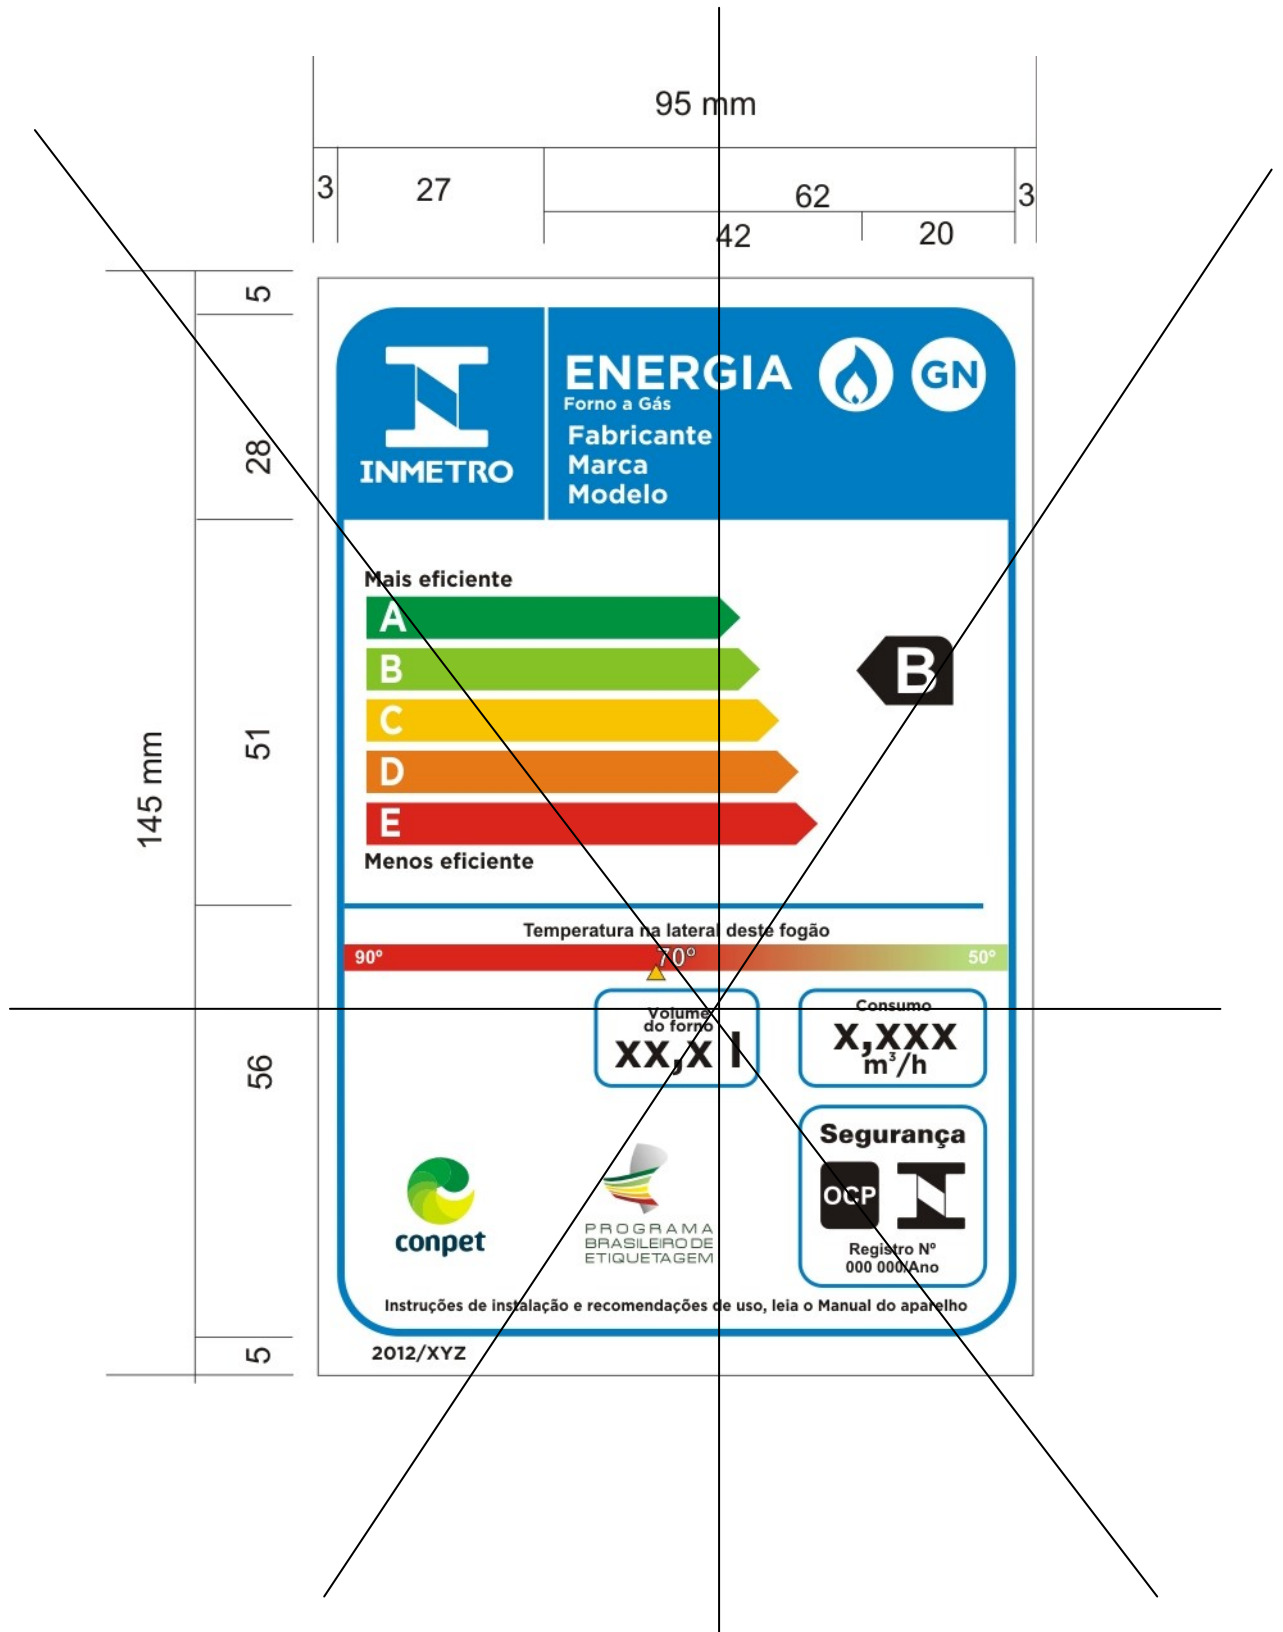 95 mm
3 27 62 3
42 20
5
28
51
145 mm
56
5
INMETRO
ENERGIA
GN
Forno a Gás
Fabricante
Marca
Modelo
Mais eficiente
A
B
B
C
D
E
Menos eficiente
Temperatura na lateral deste fogão
90º 70º 50º
Volume
do forno
xx,x l
Consumo
x,xxx
m³/h
Segurança
OCP
Registro Nº
000 000/Ano
conpet
PROGRAMA
BRASILEIRO DE
ETIQUETAGEM
Instruções de instalação e recomendações de uso, leia o Manual do aparelho
2012/XYZ